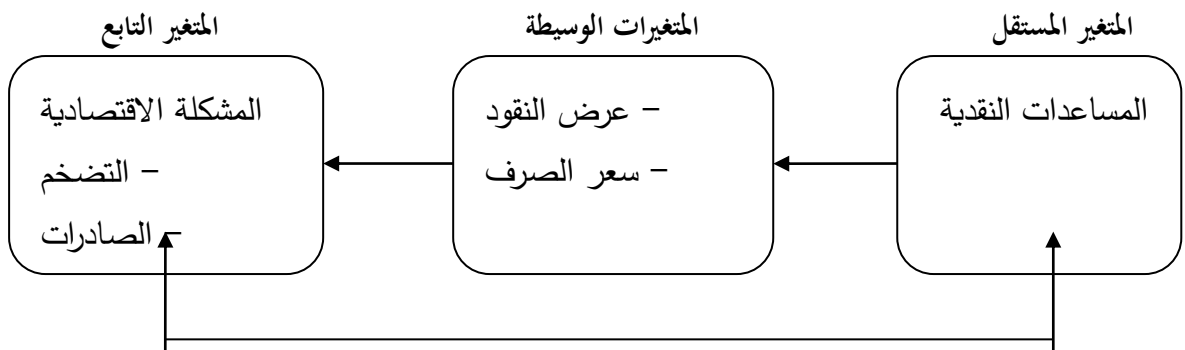 المتغير المستقل
المتغيرات الوسيطة
المتغير التابع
المساعدات النقدية
– عرض النقود
– سعر الصرف
المشكلة الاقتصادية
– التضخم
– الصادرات